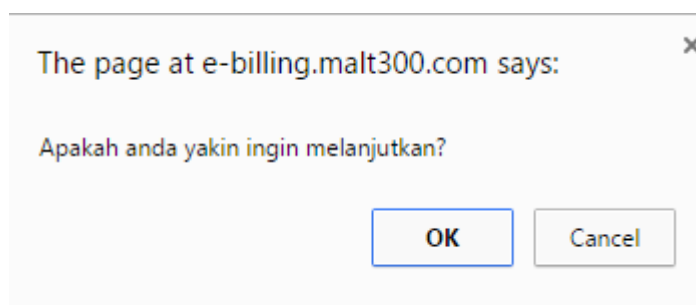 The page at e-billing.malt300.com says:
Apakah anda yakin ingin melanjutkan?
OK Cancel